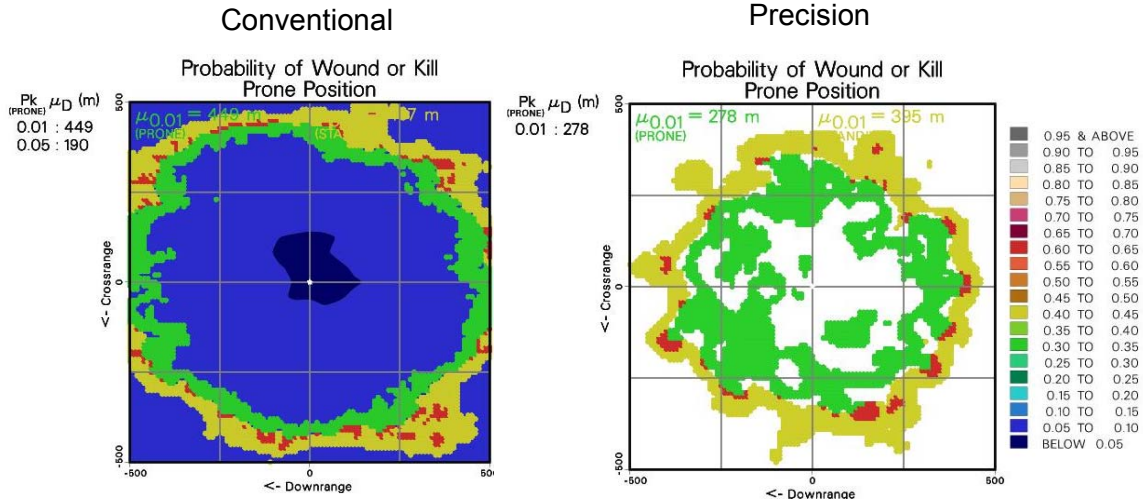 Conventional
Precision
Probability of Wound or Kill
Prone Position
Pk μD (m)
(PRONE)
0.01 : 449
0.05 : 190
500
0
-500
<- Crossrange
μ0.01 = 449 m
(PRONE)
7 m
(STA
-500
0
500
<- Downrange
Probability of Wound or Kill
Prone Position
Pk μD (m)
(PRONE)
0.01 : 278
500
0
-500
<- Crossrange
μ0.01 = 278 m
(PRONE)
μ0.01 = 395 m
-500
0
500
<- Downrange
0.95 & ABOVE
0.90 TO 0.95
0.85 TO 0.90
0.80 TO 0.85
0.75 TO 0.80
0.70 TO 0.75
0.65 TO 0.70
0.60 TO 0.65
0.55 TO 0.60
0.50 TO 0.55
0.45 TO 0.50
0.40 TO 0.45
0.35 TO 0.40
0.30 TO 0.35
0.25 TO 0.30
0.20 TO 0.25
0.15 TO 0.20
0.10 TO 0.15
0.05 TO 0.10
BELOW 0.05